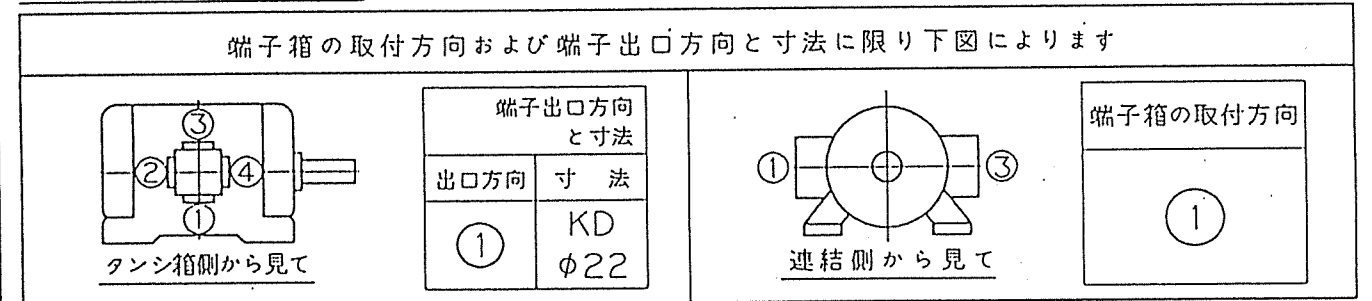 端子箱の取付方向および端子出口方向と寸法に限り下図によります
③
② ④
①
タンシ箱側から見て
端子出口方向
と寸法
出口方向 寸 法
① KD
φ22
① ③
連結側から見て
端子箱の取付方向
①